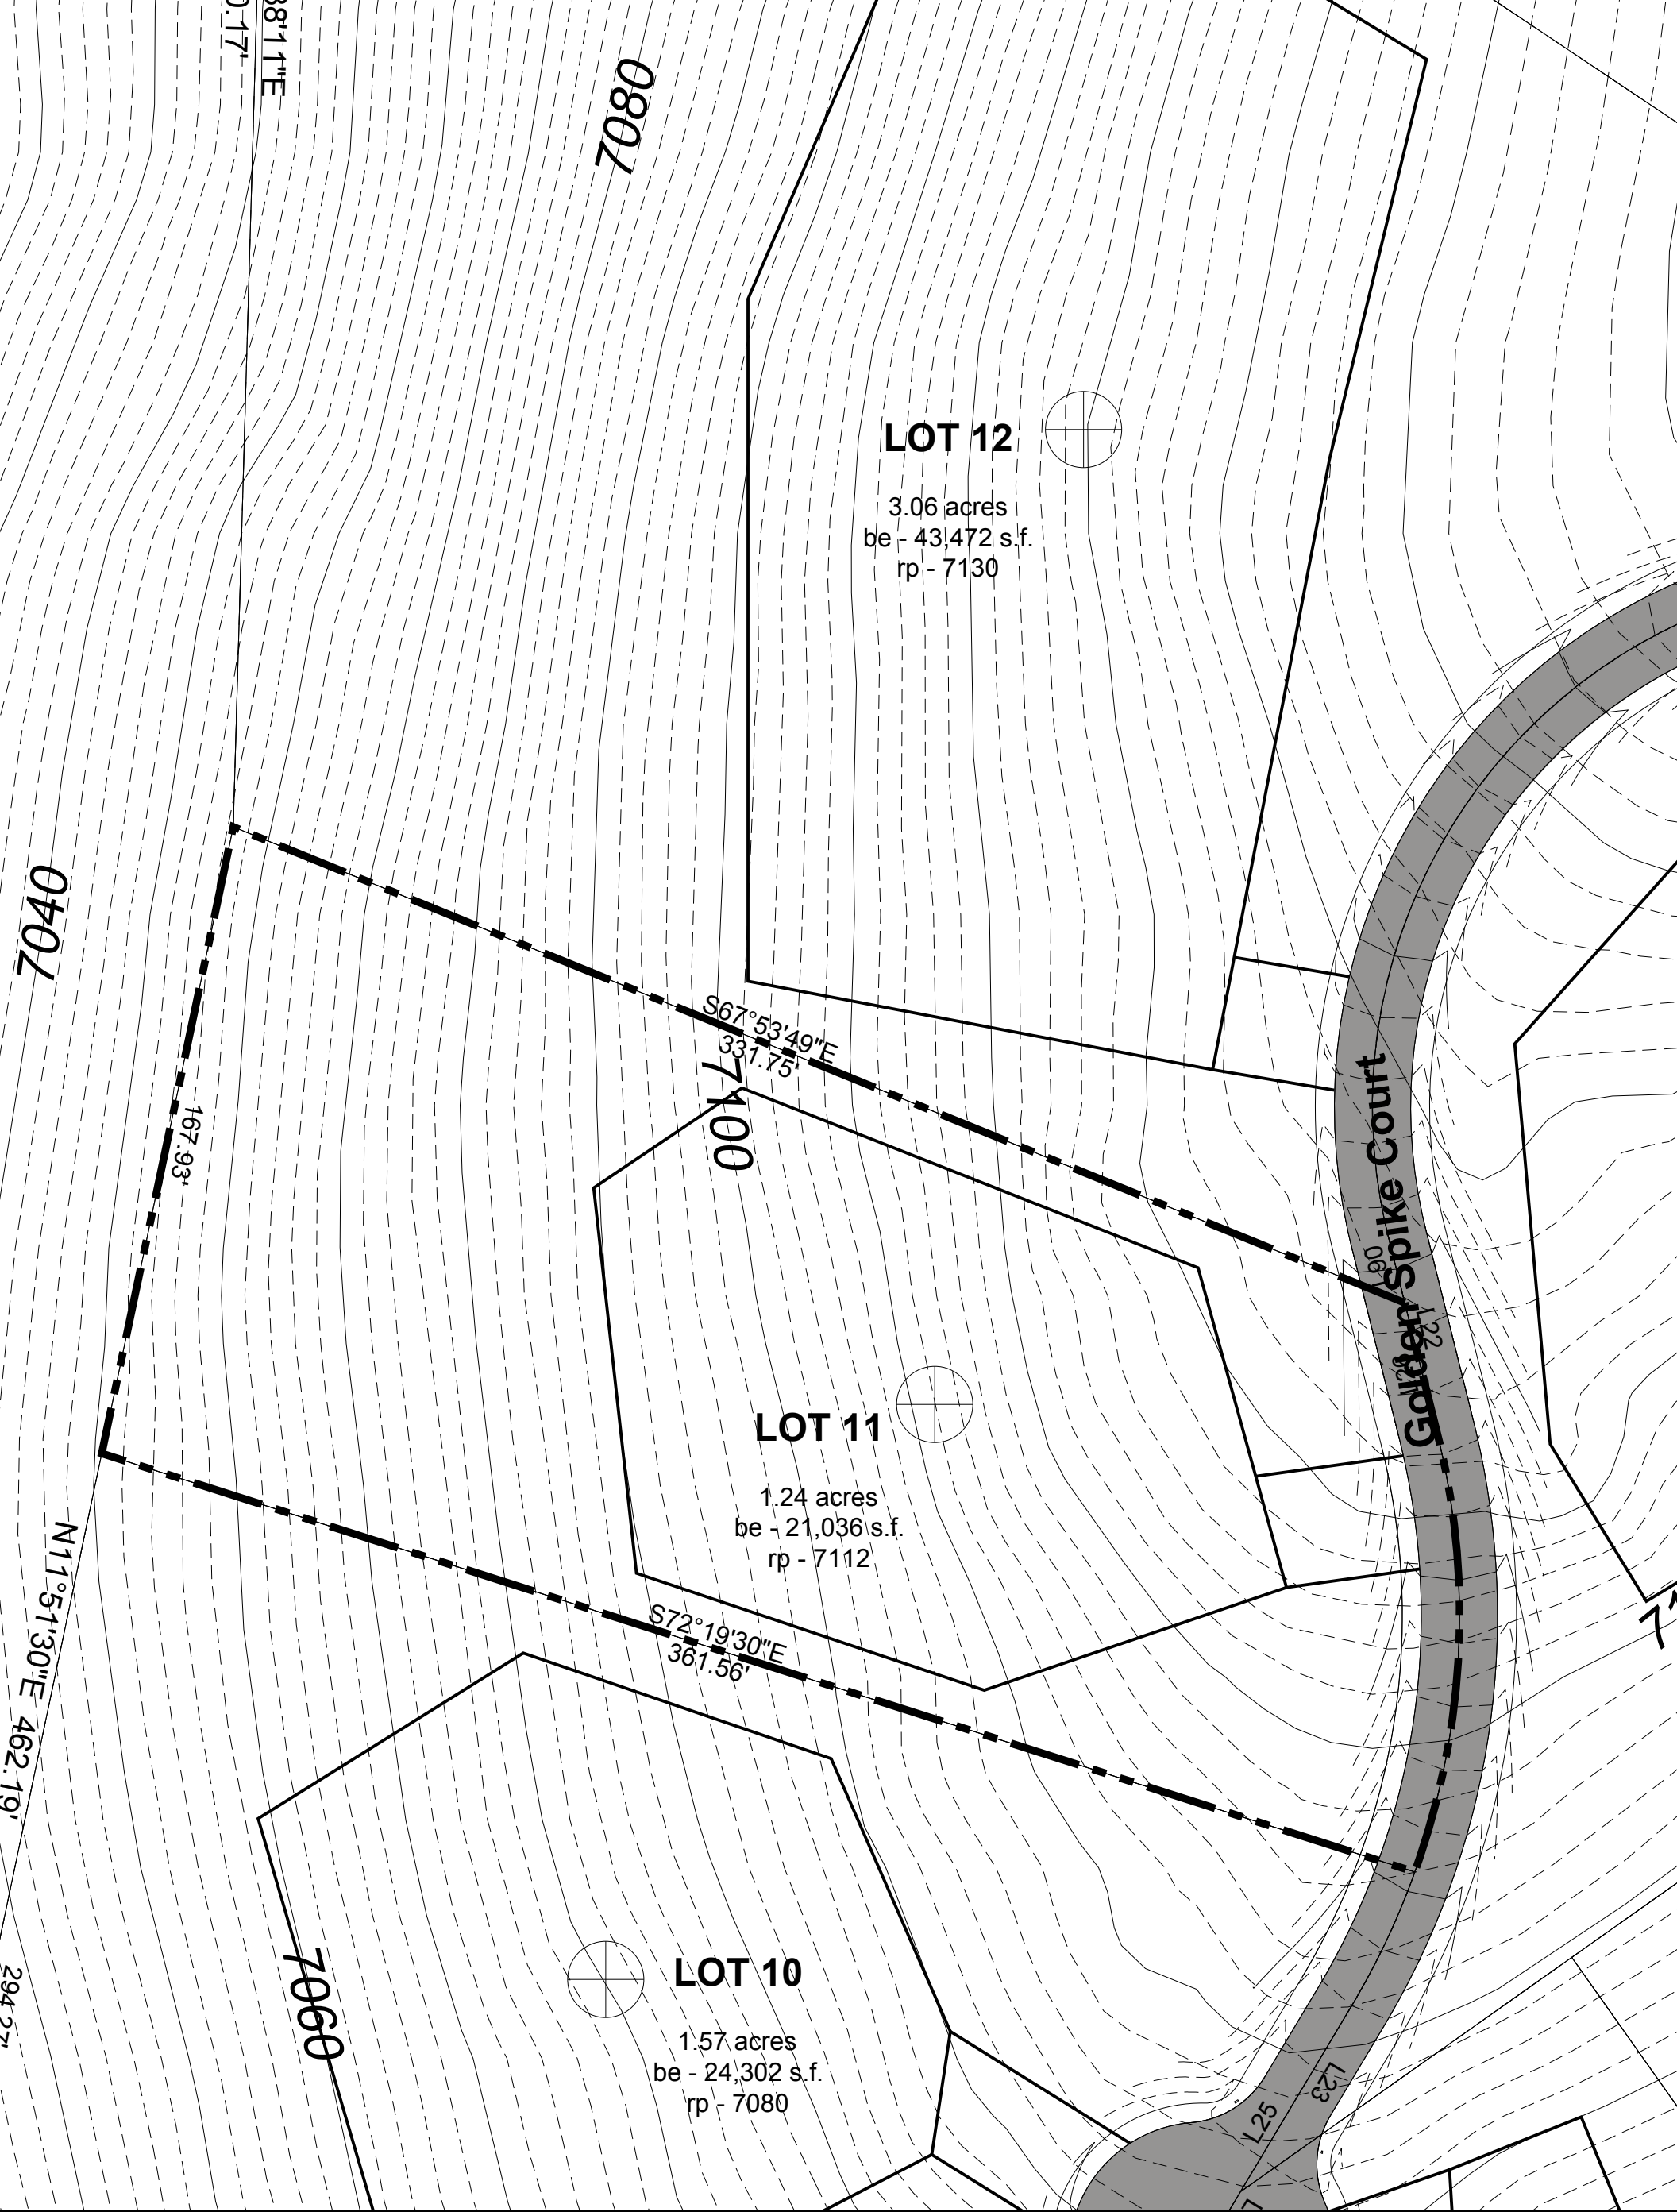 0.17'
38'11"E
7080
LOT 12
3.06 acres
be - 43,472 s.f.
rp - 7130
7040
S67°53'49"E
331.75'
7100
167.93'
Golden Spike Court
L22
LOT 11
1.24 acres
be - 21,036 s.f.
rp - 7112
N11°51'30"E 462.19'
S72°19'30"E
361.56'
294.27'
7060
LOT 10
1.57 acres
be - 24,302 s.f.
rp - 7080
L23
L25